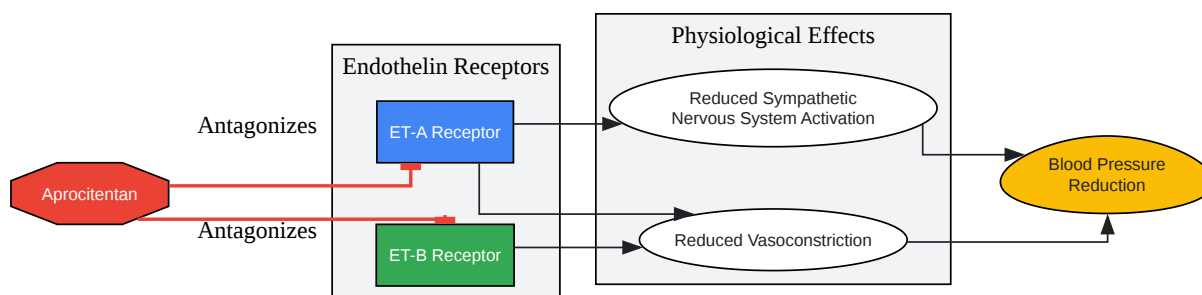 Physiological Effects
Endothelin Receptors
Reduced Sympathetic
Nervous System Activation
Antagonizes
ET-A Receptor
Blood Pressure
Reduction
Aprocitentan
Antagonizes
ET-B Receptor
Reduced Vasoconstriction